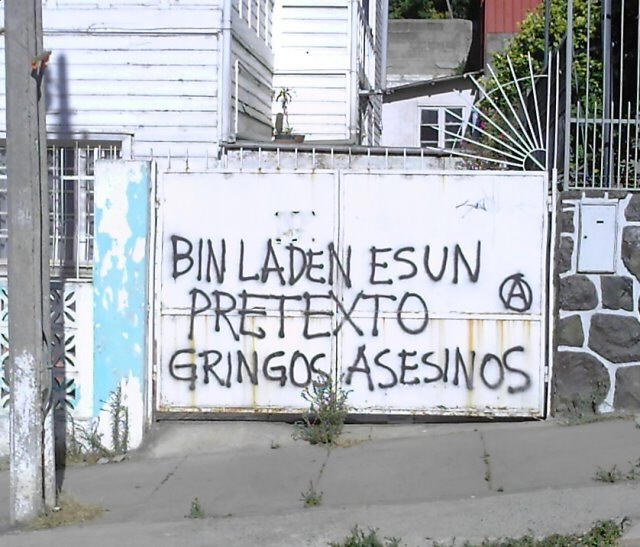 BIN LADEN ES UN
PRETEXTO
GRINGOS ASESINOS